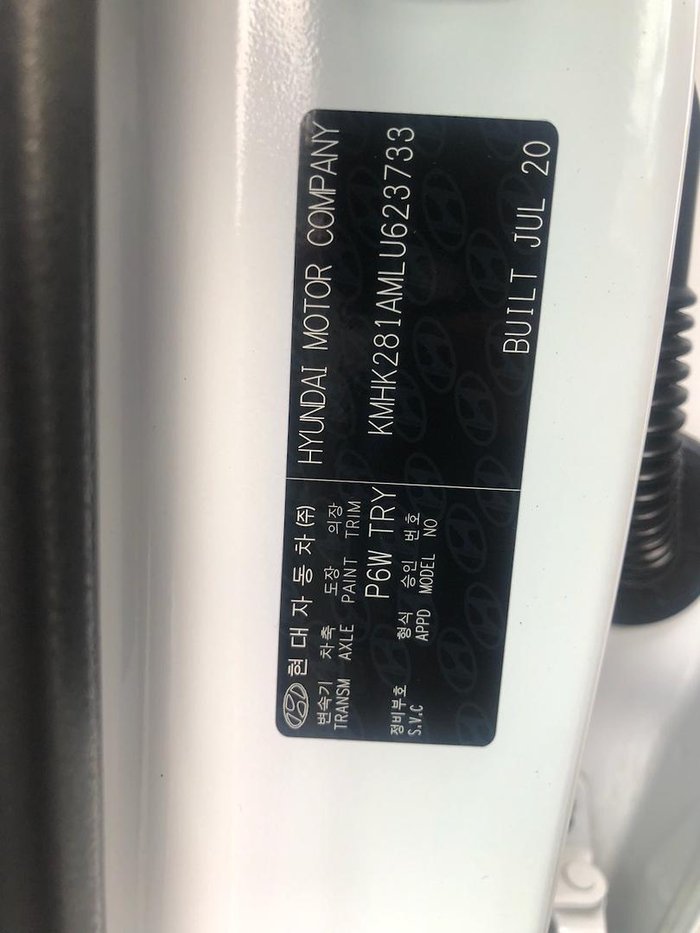 현대자동차(주)
변속기 차축 도장 의장
TRANSM AXLE PAINT TRIM
P6W TRY
정비부호 형식 승인 번호
S.V.C APPD MODEL NO
HYUNDAI MOTOR COMPANY
KMHK281AMLU623733
BUILT JUL 20